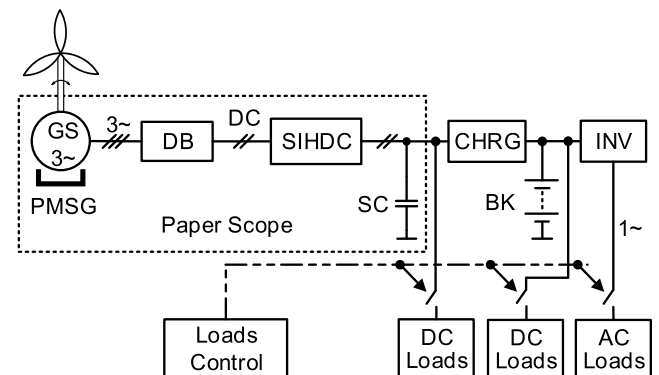 GS
3~
3~
DB
DC
SIHDC
CHRG
INV
PMSG
SC
BK
1~
Paper Scope
Loads
Control
DC
Loads
DC
Loads
AC
Loads